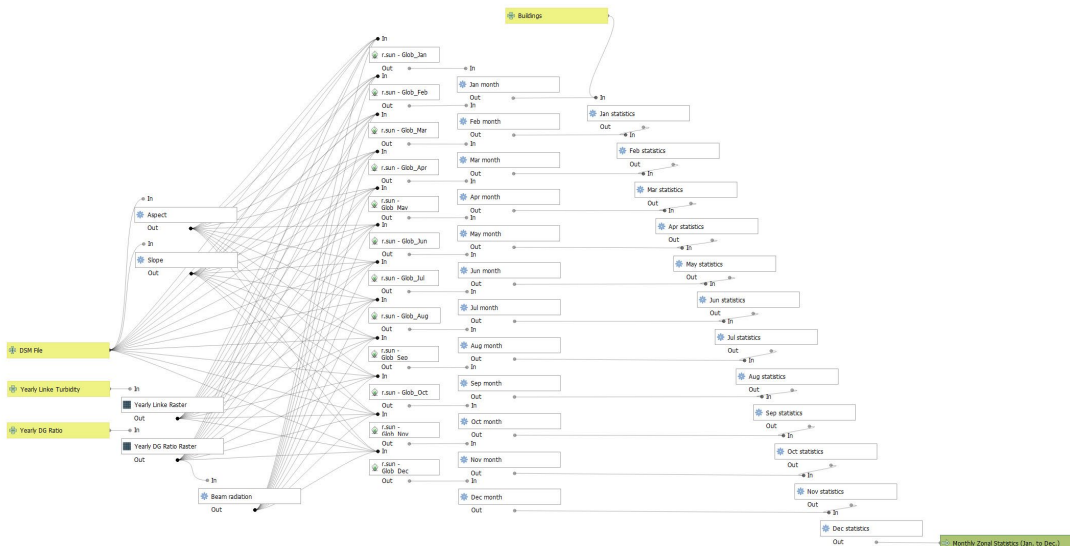 Buildings
In
r.sun - Glob_Jan
Out
In
In
Jan month
Out
In
In
Jan statistics
Out
In
r.sun - Glob_Feb
Out
In
In
Feb month
Out
In
Feb statistics
Out
In
r.sun - Glob_Mar
Out
In
In
Mar month
Out
In
Mar statistics
Out
In
r.sun - Glob_Apr
Out
In
In
Apr month
Out
In
Apr statistics
Out
In
r.sun -
Glob_May
Out
In
In
May month
Out
In
May statistics
Out
In
Aspect
Out
In
Slope
Out
r.sun - Glob_Jun
Out
In
In
Jun month
Out
In
Jun statistics
Out
In
r.sun - Glob_Jul
Out
In
In
Jul month
Out
In
Jul statistics
Out
In
r.sun - Glob_Aug
Out
In
In
Aug month
Out
In
Aug statistics
Out
In
DSM File
r.sun -
Glob_Sep
Out
In
In
Sep month
Out
In
Sep statistics
Out
In
Yearly Linke Turbidity
In
Yearly Linke Raster
Out
r.sun - Glob_Oct
Out
In
In
Oct month
Out
In
Oct statistics
Out
In
Yearly DG Ratio
In
Yearly DG Ratio Raster
Out
r.sun -
Glob_Nov
Out
In
In
Nov month
Out
In
Nov statistics
Out
In
r.sun -
Glob_Dec
Out
In
Beam radiation
Out
Dec month
Out
Dec statistics
Out
Monthly Zonal Statistics (Jan. to Dec.)